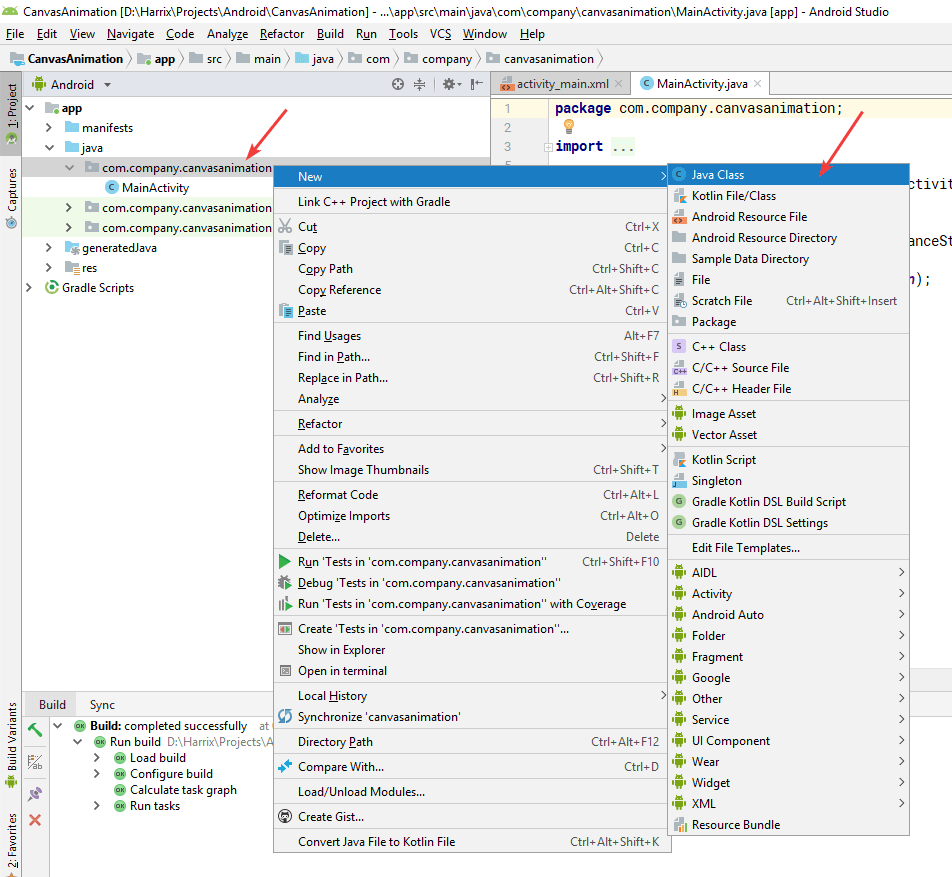 CanvasAnimation [D:\Harrix\Projects\Android\CanvasAnimation] - ...\app\src\main\java\com\company\canvasanimation\MainActivity.java [app] - Android Studio
File Edit View Navigate Code Analyze Refactor Build Run Tools VCS Window Help
CanvasAnimation app src main java com company canvasanimation
1: Project
Captures
Build Variants
2: Favorites
Android
app
manifests
java
com.company.canvasanimation
MainActivity
com.company.canvasanimation
com.company.canvasanimation
generatedJava
res
Gradle Scripts
activity_main.xml MainActivity.java
1 package com.company.canvasanimation;
2
3 import ...
5
ctivit
anceSt
);
New
Link C++ Project with Gradle
Cut Ctrl+X
Copy Ctrl+C
Copy Path Ctrl+Shift+C
Copy Reference Ctrl+Alt+Shift+C
Paste Ctrl+V
Find Usages Alt+F7
Find in Path... Ctrl+Shift+F
Replace in Path... Ctrl+Shift+R
Analyze
Refactor
Add to Favorites
Show Image Thumbnails Ctrl+Shift+T
Reformat Code Ctrl+Alt+L
Optimize Imports Ctrl+Alt+O
Delete... Delete
Run 'Tests in 'com.company.canvasanimation'' Ctrl+Shift+F10
Debug 'Tests in 'com.company.canvasanimation''
Run 'Tests in 'com.company.canvasanimation'' with Coverage
Create 'Tests in 'com.company.canvasanimation''...
Show in Explorer
Open in terminal
Local History
Synchronize 'canvasanimation'
Directory Path Ctrl+Alt+F12
Compare With... Ctrl+D
Load/Unload Modules...
Create Gist...
Convert Java File to Kotlin File Ctrl+Alt+Shift+K
Java Class
Kotlin File/Class
Android Resource File
Android Resource Directory
Sample Data Directory
File
Scratch File Ctrl+Alt+Shift+Insert
Package
C++ Class
C/C++ Source File
C/C++ Header File
Image Asset
Vector Asset
Kotlin Script
Singleton
Gradle Kotlin DSL Build Script
Gradle Kotlin DSL Settings
Edit File Templates...
AIDL
Activity
Android Auto
Folder
Fragment
Google
Other
Service
UI Component
Wear
Widget
XML
Resource Bundle
Build Sync
Build: completed successfully at
Run build D:\Harrix\Projects\A
Load build
Configure build
Calculate task graph
Run tasks